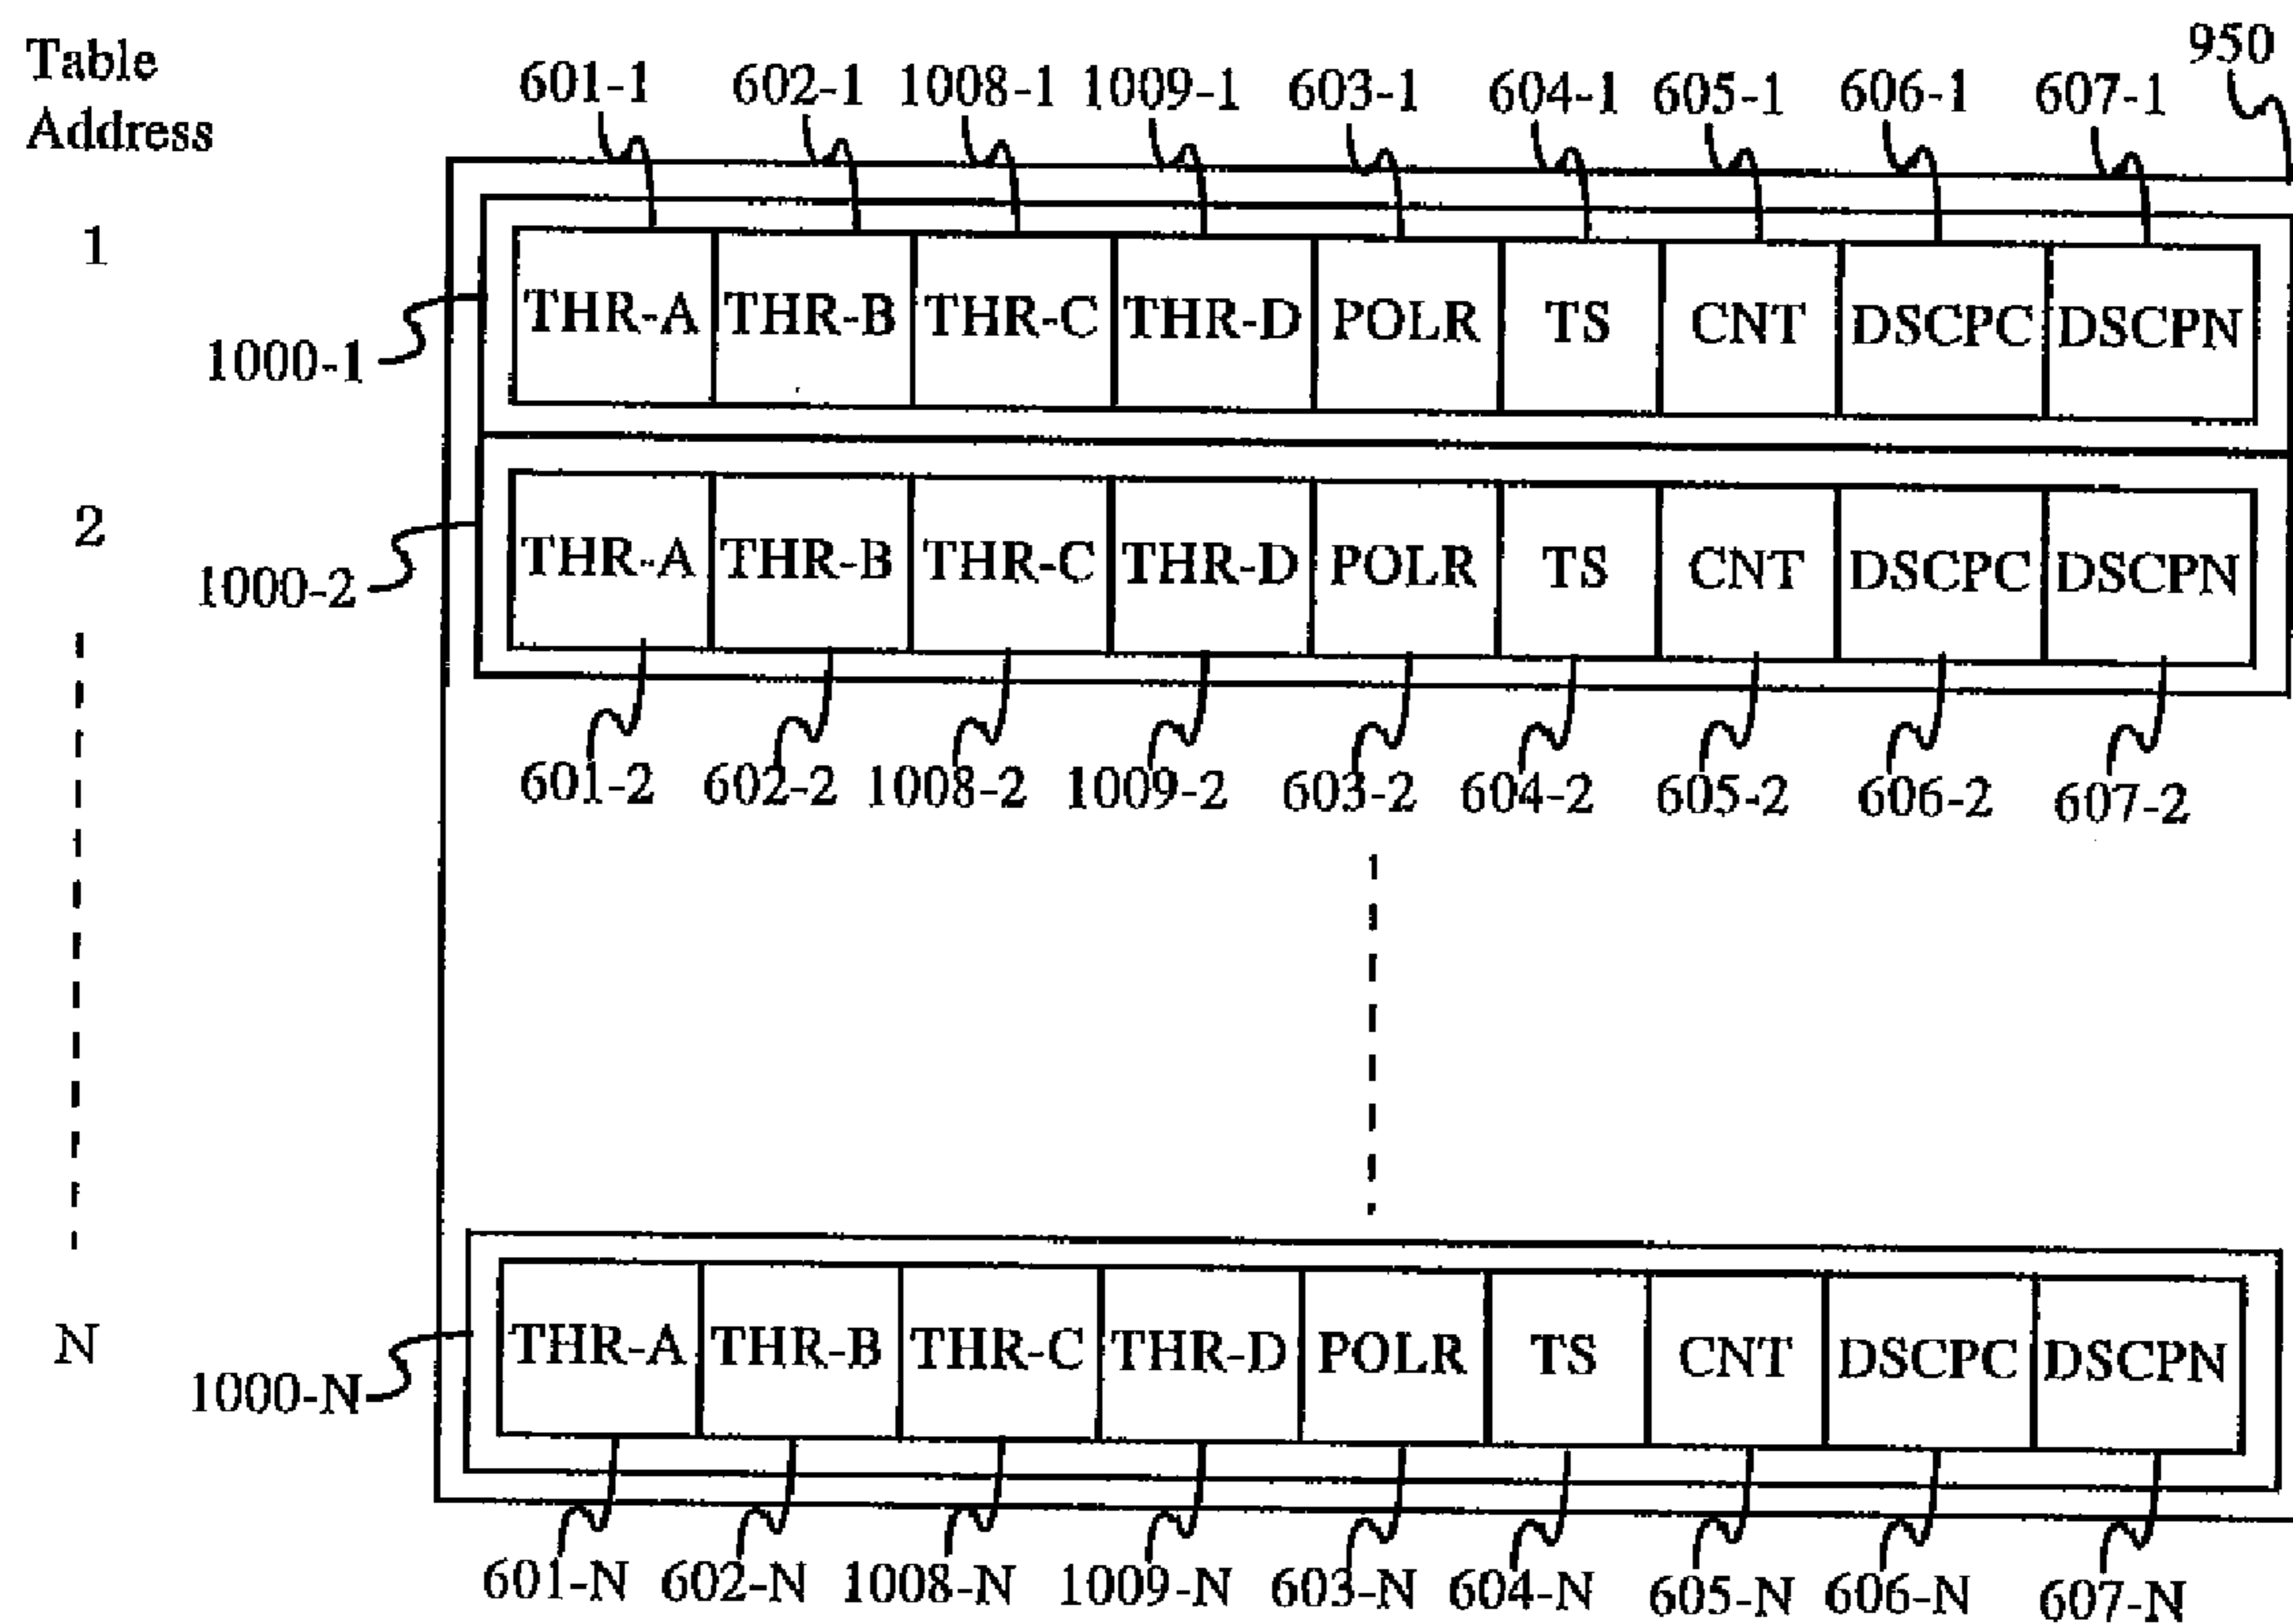 Table
Address
601-1 602-1 1008-1 1009-1 603-1 604-1 605-1 606-1 607-1 950
1
THR-A THR-B THR-C THR-D POLR TS CNT DSCPC DSCPN
1000-1
2
THR-A THR-B THR-C THR-D POLR TS CNT DSCPC DSCPN
1000-2
601-2 602-2 1008-2 1009-2 603-2 604-2 605-2 606-2 607-2
N
THR-A THR-B THR-C THR-D POLR TS CNT DSCPC DSCPN
1000-N
601-N 602-N 1008-N 1009-N 603-N 604-N 605-N 606-N 607-N